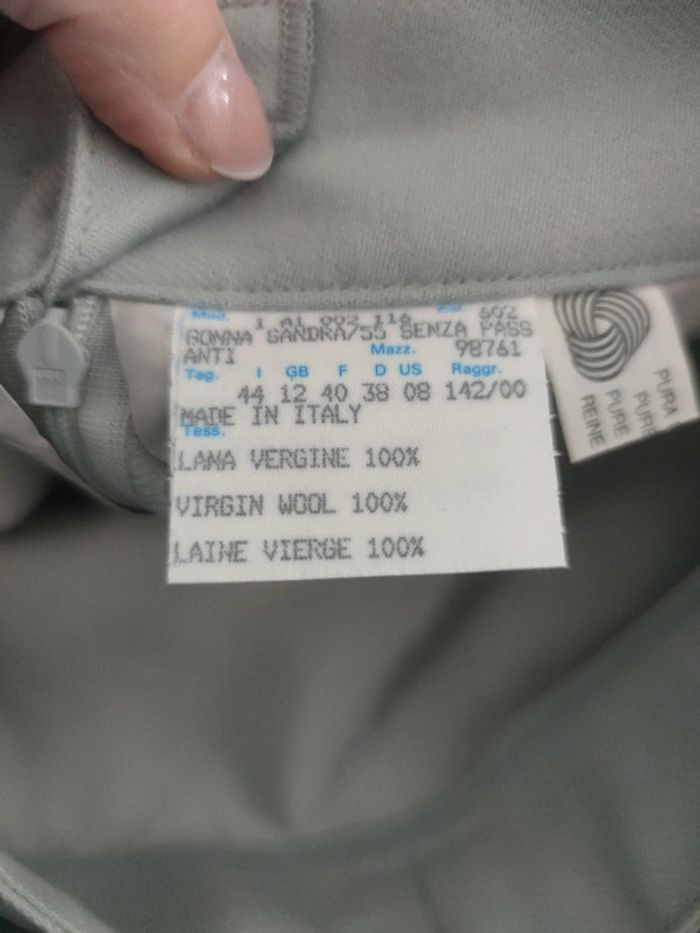 Mod. 1 A1 002 116 Col. 602
GONNA SANDRA/55 SENZA PASS
ANTI Mazz. 98761
Tag. I GB F D US Raggr.
44 12 40 38 08 142/00
MADE IN ITALY
Tess.
LANA VERGINE 100%
VIRGIN WOOL 100%
LAINE VIERGE 100%
PURA
PURE
PURE
REINE